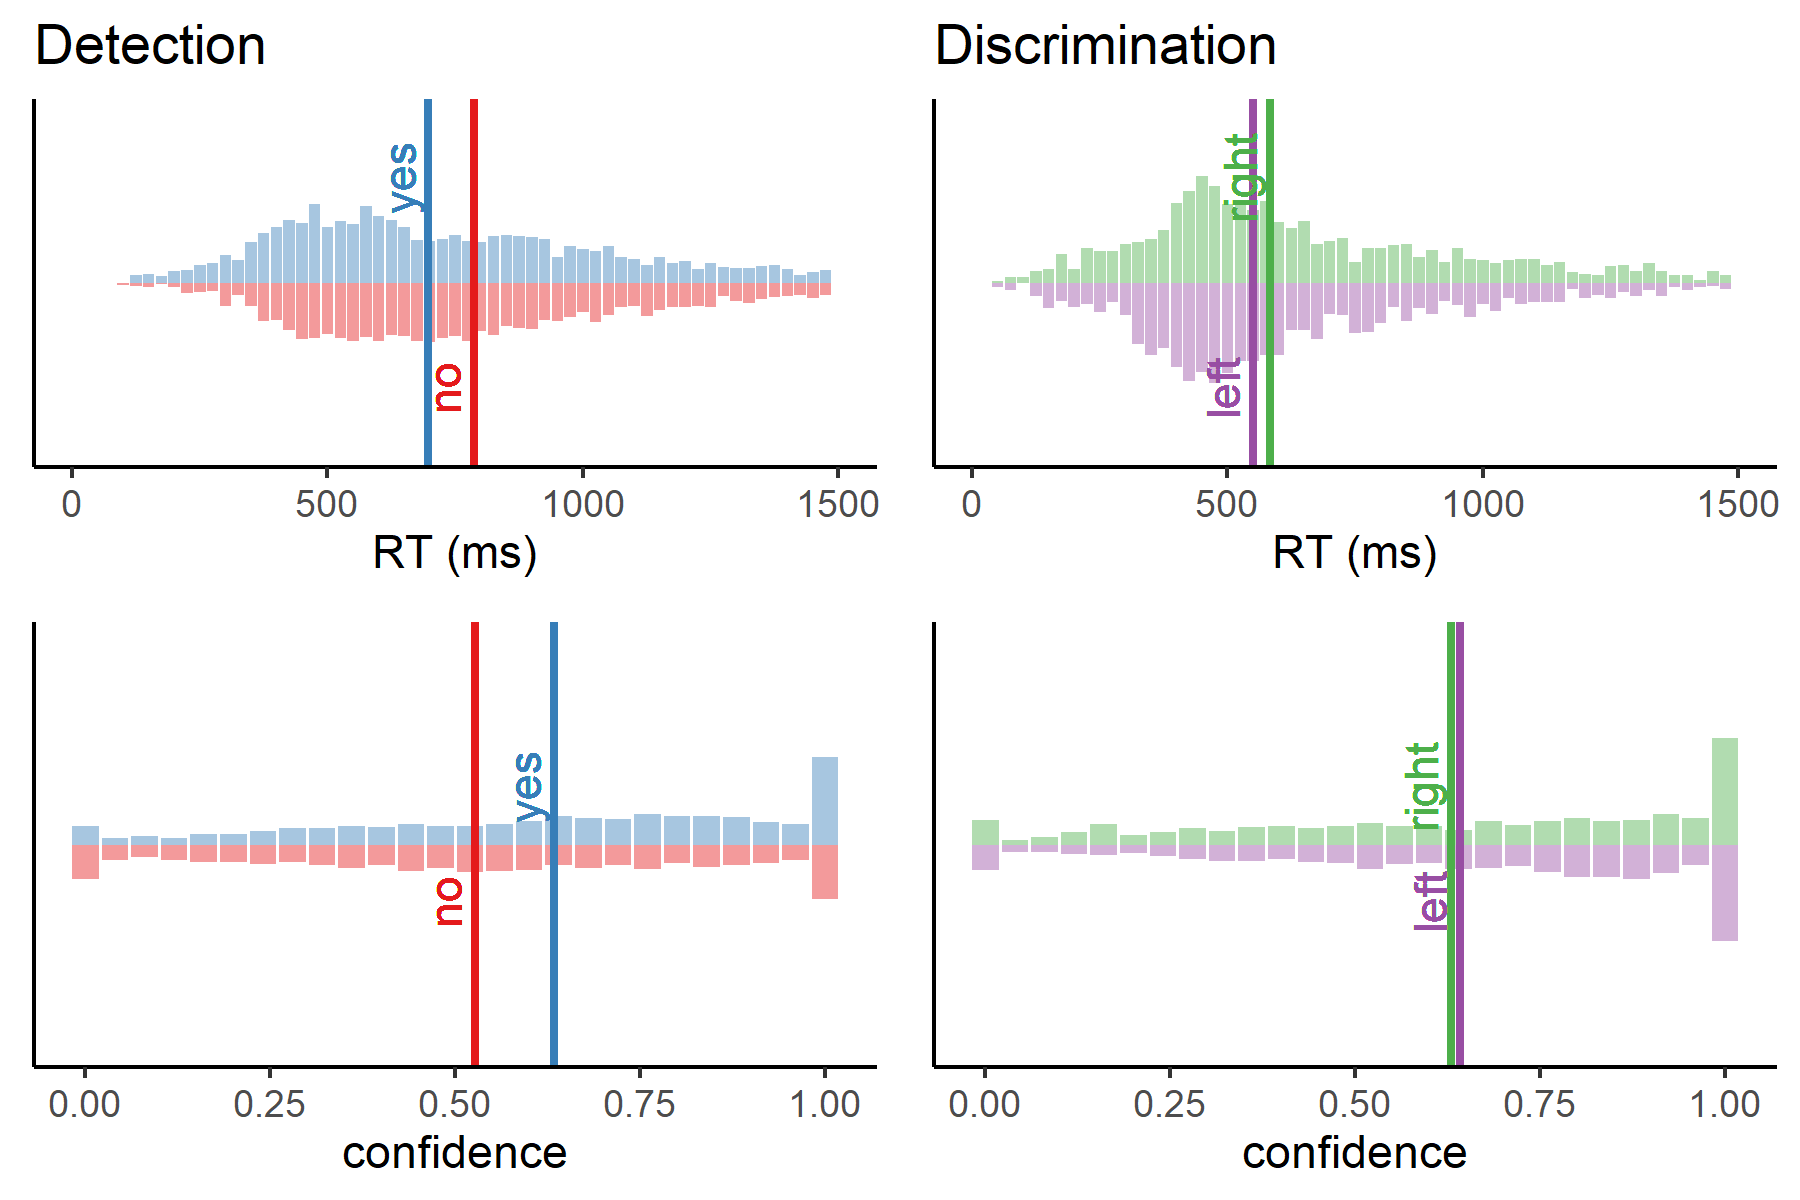 Detection
yes
no
0 500 1000 1500
RT (ms)
Discrimination
right
left
0 500 1000 1500
RT (ms)
yes
no
0.00 0.25 0.50 0.75 1.00
confidence
right
left
0.00 0.25 0.50 0.75 1.00
confidence